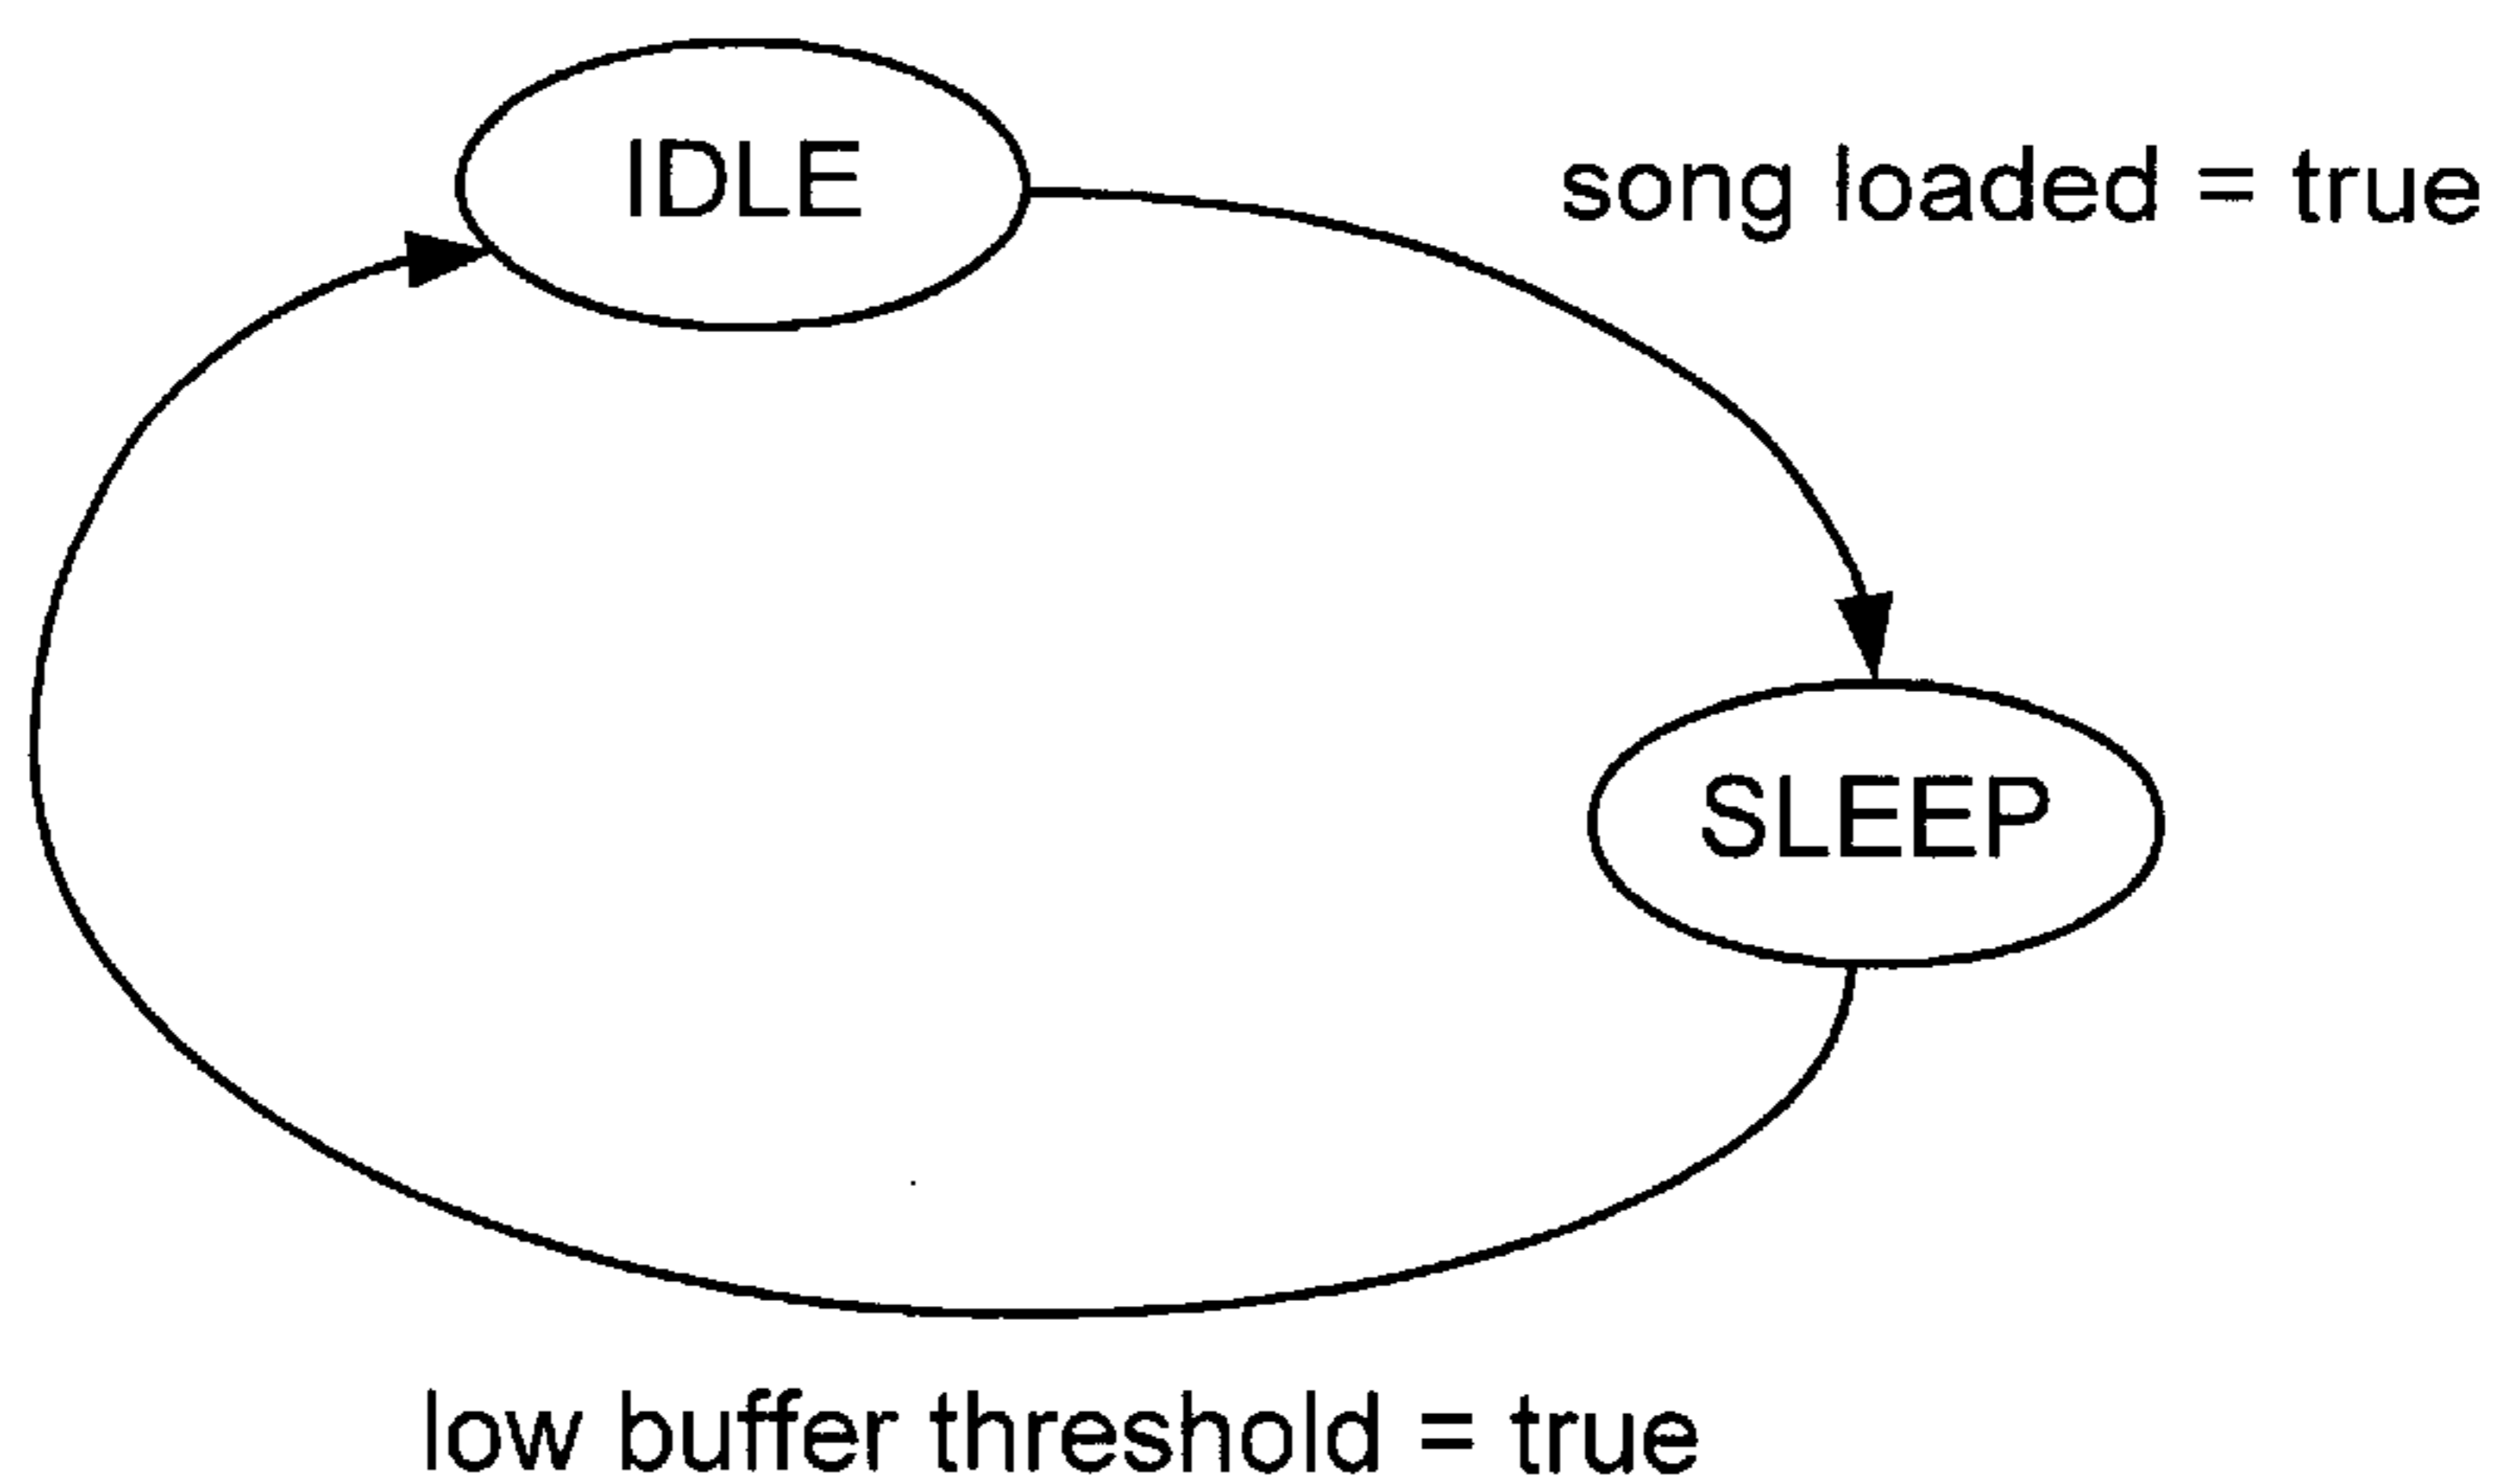 IDLE
song loaded = true
SLEEP
low buffer threshold = true